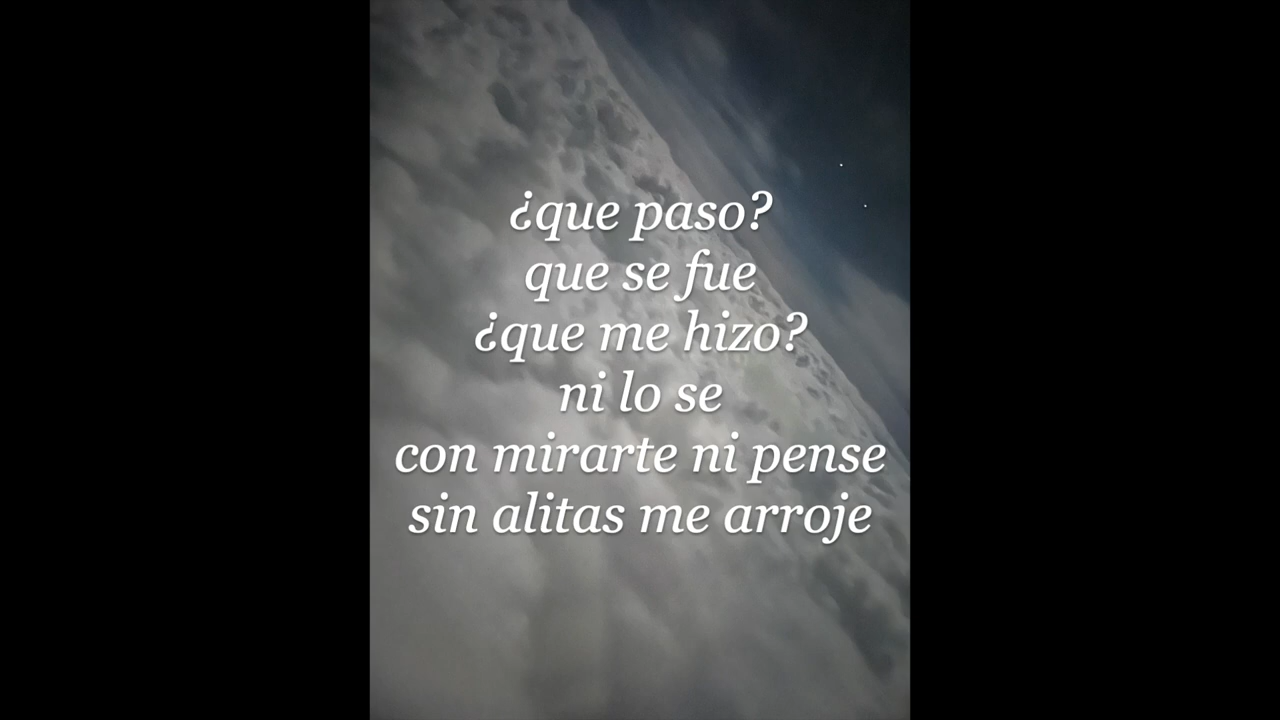 ¿que paso?
que se fue
¿que me hizo?
ni lo se
con mirarte ni pense
sin alitas me arroje